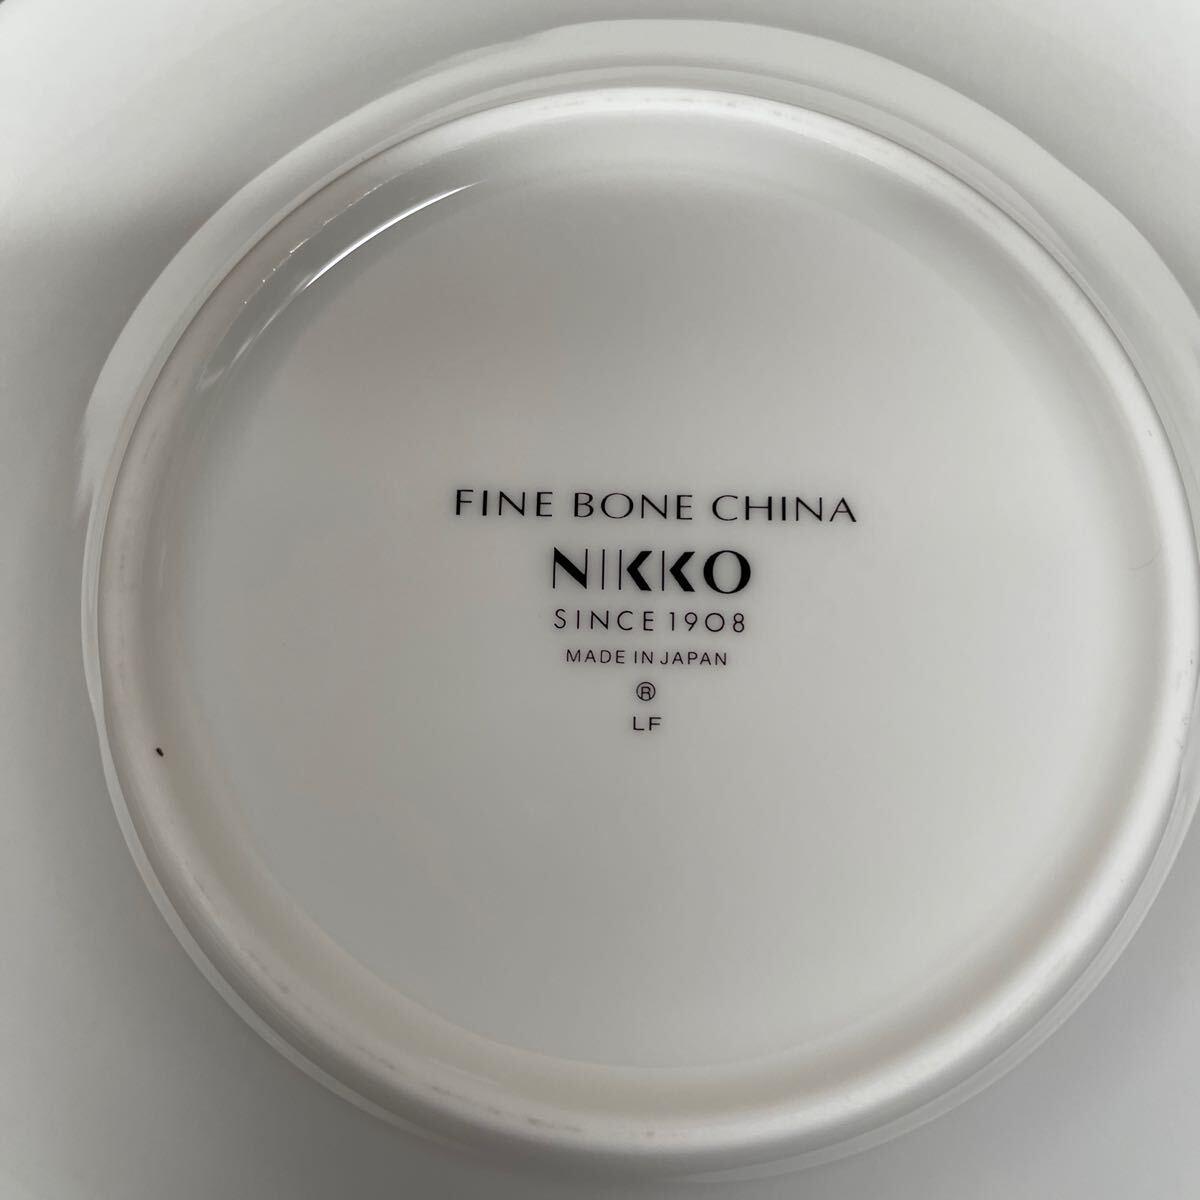 FINE BONE CHINA
NIKKO
SINCE 1908
MADE IN JAPAN
®
LF